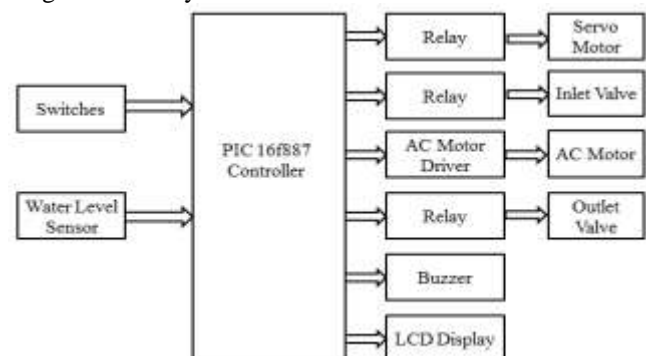 Relay
Servo
Motor
Switches
Relay
Inlet Valve
PIC 16f887
Controller
AC Motor
Driver
AC Motor
Water Level
Sensor
Relay
Outlet
Valve
Buzzer
LCD Display